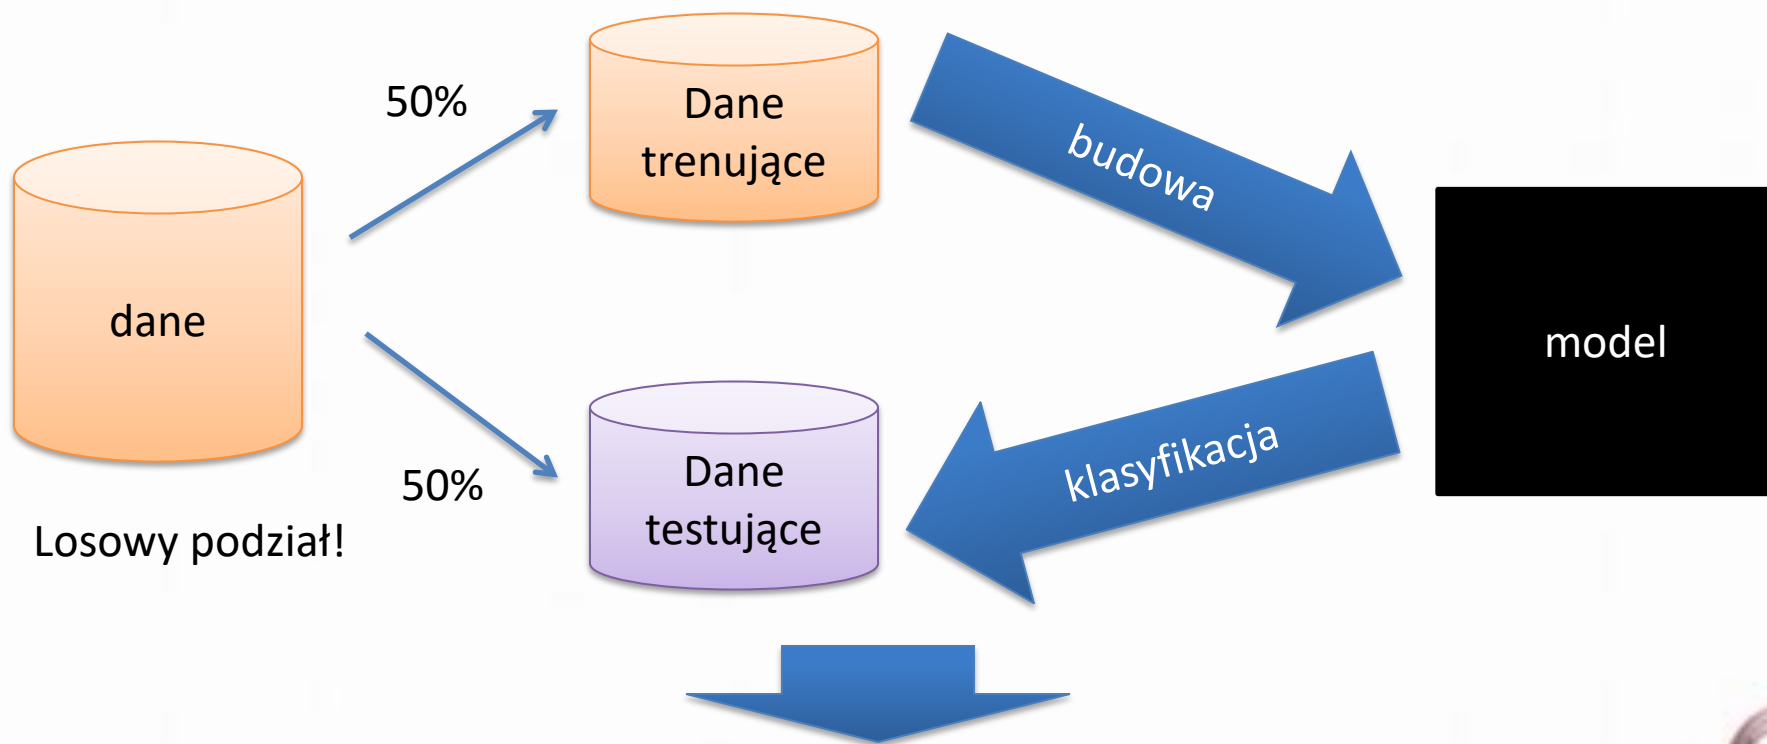 50%
Dane
trenujące
budowa
dane
model
50%
Dane
testujące
klasyfikacja
Losowy podział!